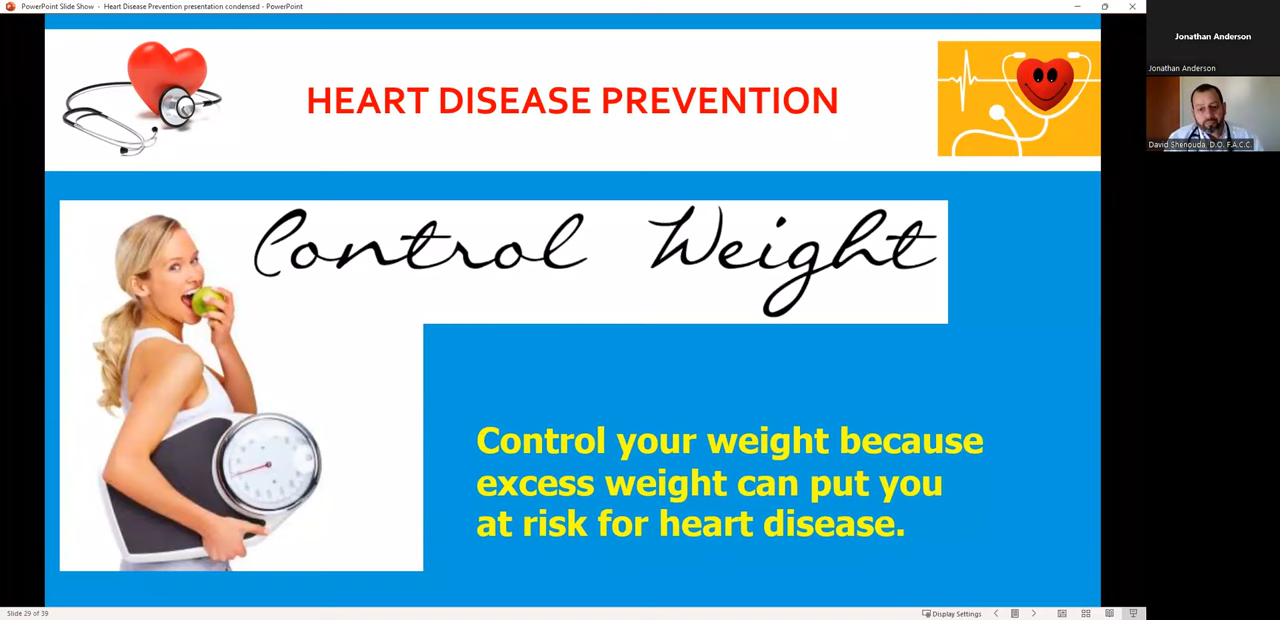 PowerPoint Slide Show - Heart Disease Prevention presentation condensed - PowerPoint
Jonathan Anderson
Jonathan Anderson
David Shenouda, D.O. F.A.C.C.
HEART DISEASE PREVENTION
Control Weight
Control your weight because
excess weight can put you
at risk for heart disease.
Slide 29 of 39
Display Settings